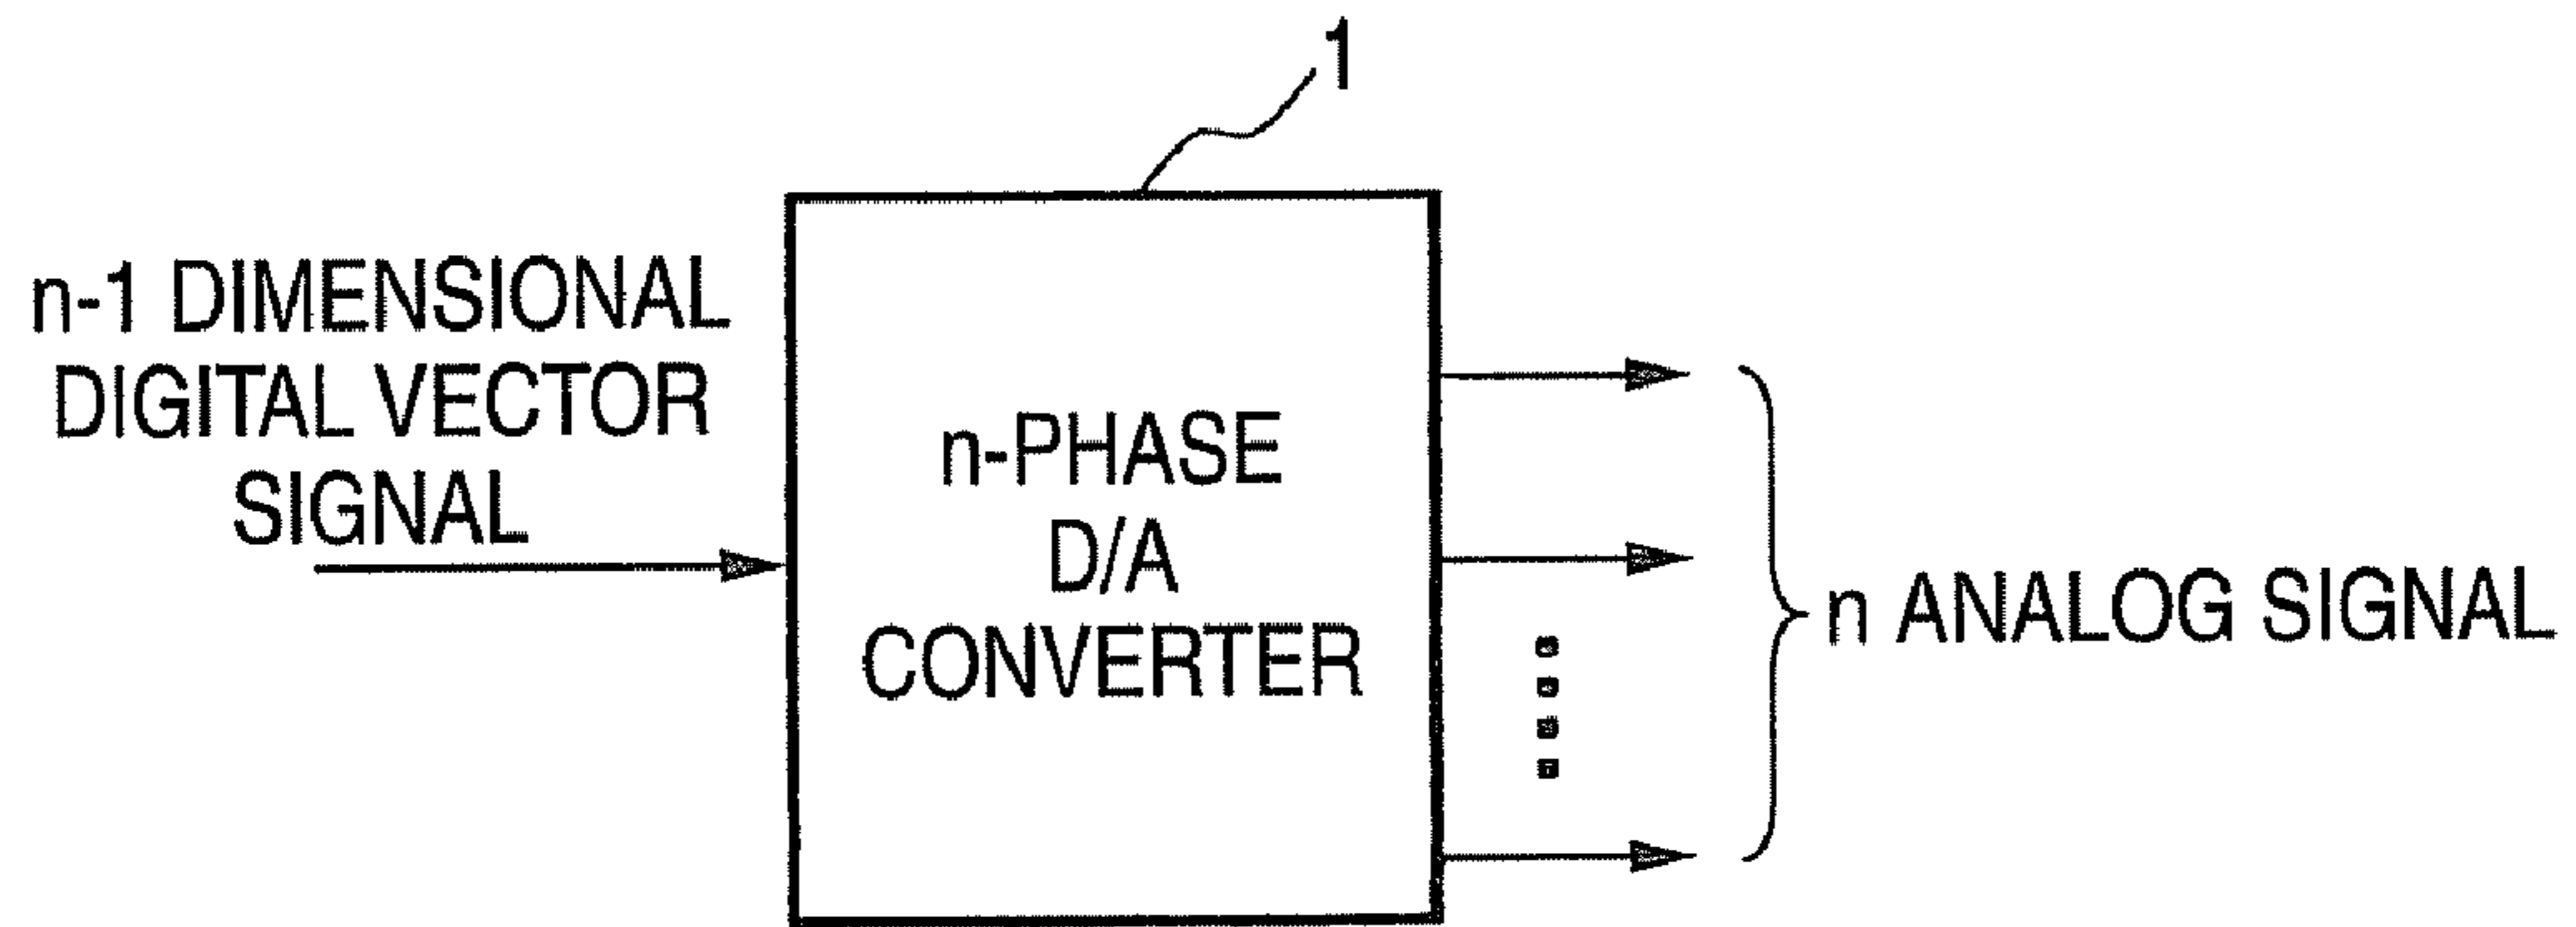 1
n-1 DIMENSIONAL
DIGITAL VECTOR
SIGNAL
n-PHASE
D/A
CONVERTER
n ANALOG SIGNAL